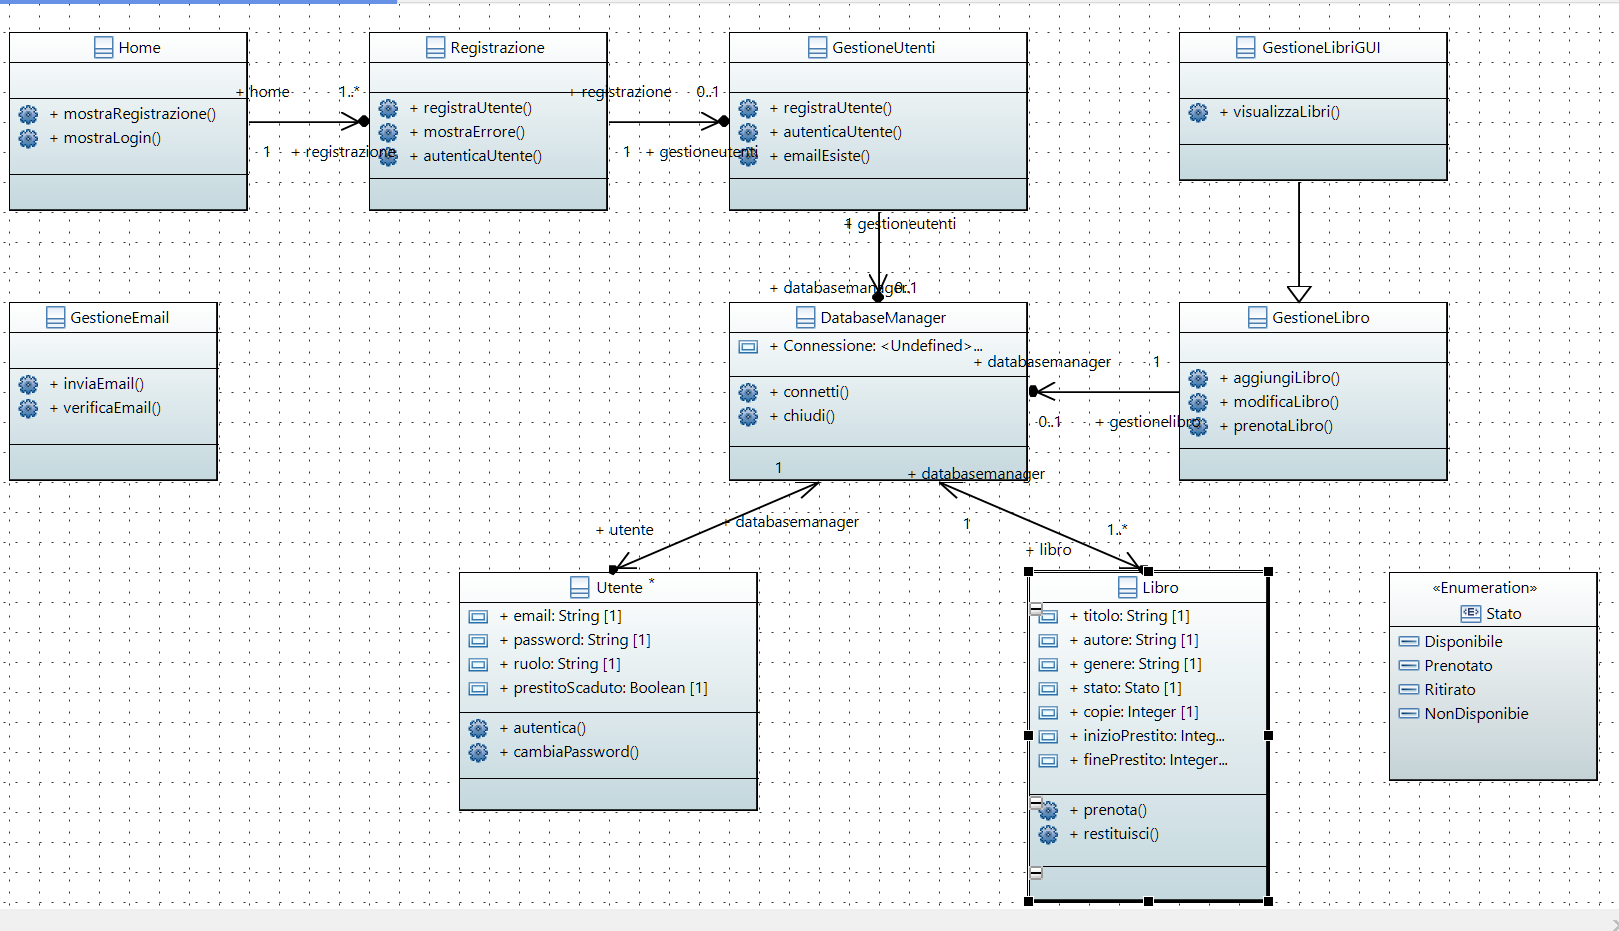 Home
+ mostraRegistrazione()
+ mostraLogin()
+ home
1..*
1
+ registrazione
Registrazione
+ registraUtente()
+ mostraErrore()
+ autenticaUtente()
+ registrazione
0..1
1
+ gestioneutenti
GestioneUtenti
+ registraUtente()
+ autenticaUtente()
+ emailEsiste()
GestioneLibriGUI
+ visualizzaLibri()
1
+ gestioneutenti
+ databasemanager
0..1
GestioneEmail
+ inviaEmail()
+ verificaEmail()
DatabaseManager
+ Connessione: <Undefined>...
+ connetti()
+ chiudi()
+ databasemanager
1
0..1
+ gestionelibro
GestioneLibro
+ aggiungiLibro()
+ modificaLibro()
+ prenotaLibro()
1
+ databasemanager
+ utente
+ databasemanager
1
1..*
+ libro
Utente
*
+ email: String [1]
+ password: String [1]
+ ruolo: String [1]
+ prestitoScaduto: Boolean [1]
+ autentica()
+ cambiaPassword()
Libro
+ titolo: String [1]
+ autore: String [1]
+ genere: String [1]
+ stato: Stato [1]
+ copie: Integer [1]
+ inizioPrestito: Integ...
+ finePrestito: Integer...
+ prenota()
+ restituisci()
«Enumeration»
Stato
Disponibile
Prenotato
Ritirato
NonDisponibie